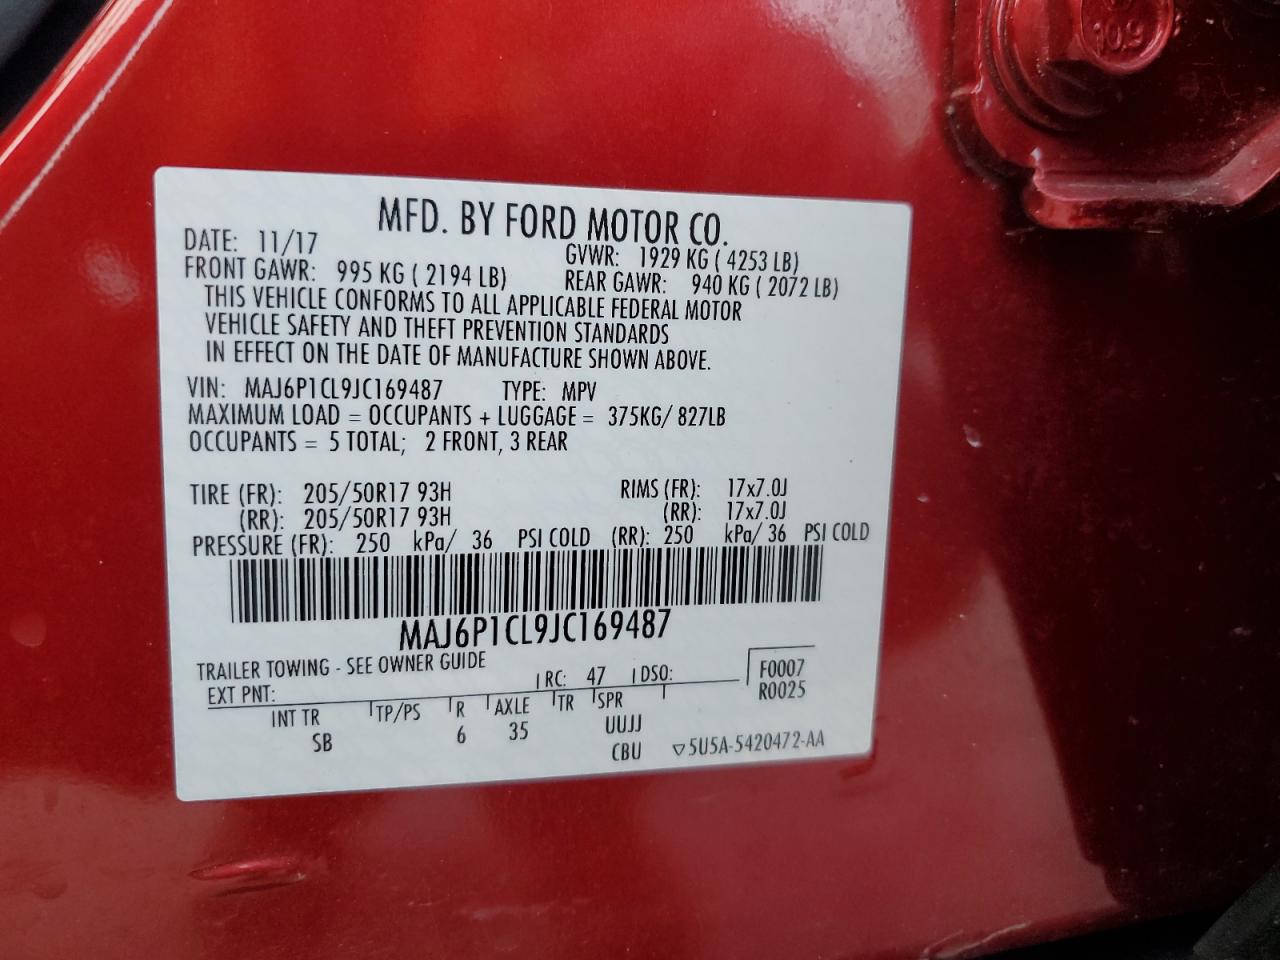 10.9
MFD. BY FORD MOTOR CO.
DATE: 11/17 GVWR: 1929 KG ( 4253 LB)
FRONT GAWR: 995 KG ( 2194 LB) REAR GAWR: 940 KG ( 2072 LB)
THIS VEHICLE CONFORMS TO ALL APPLICABLE FEDERAL MOTOR
VEHICLE SAFETY AND THEFT PREVENTION STANDARDS
IN EFFECT ON THE DATE OF MANUFACTURE SHOWN ABOVE.
VIN: MAJ6P1CL9JC169487 TYPE: MPV
MAXIMUM LOAD = OCCUPANTS + LUGGAGE = 375KG/ 827LB
OCCUPANTS = 5 TOTAL; 2 FRONT, 3 REAR
TIRE (FR): 205/50R17 93H RIMS (FR): 17x7.0J
(RR): 205/50R17 93H (RR): 17x7.0J
PRESSURE (FR): 250 kPa/ 36 PSI COLD (RR): 250 kPa/ 36 PSI COLD
MAJ6P1CL9JC169487
TRAILER TOWING - SEE OWNER GUIDE
EXT PNT: RC: 47 DSO: F0007
R0025
INT TR TP/PS R AXLE TR SPR
SB 6 35 UUJJ
CBU ▽5U5A-5420472-AA